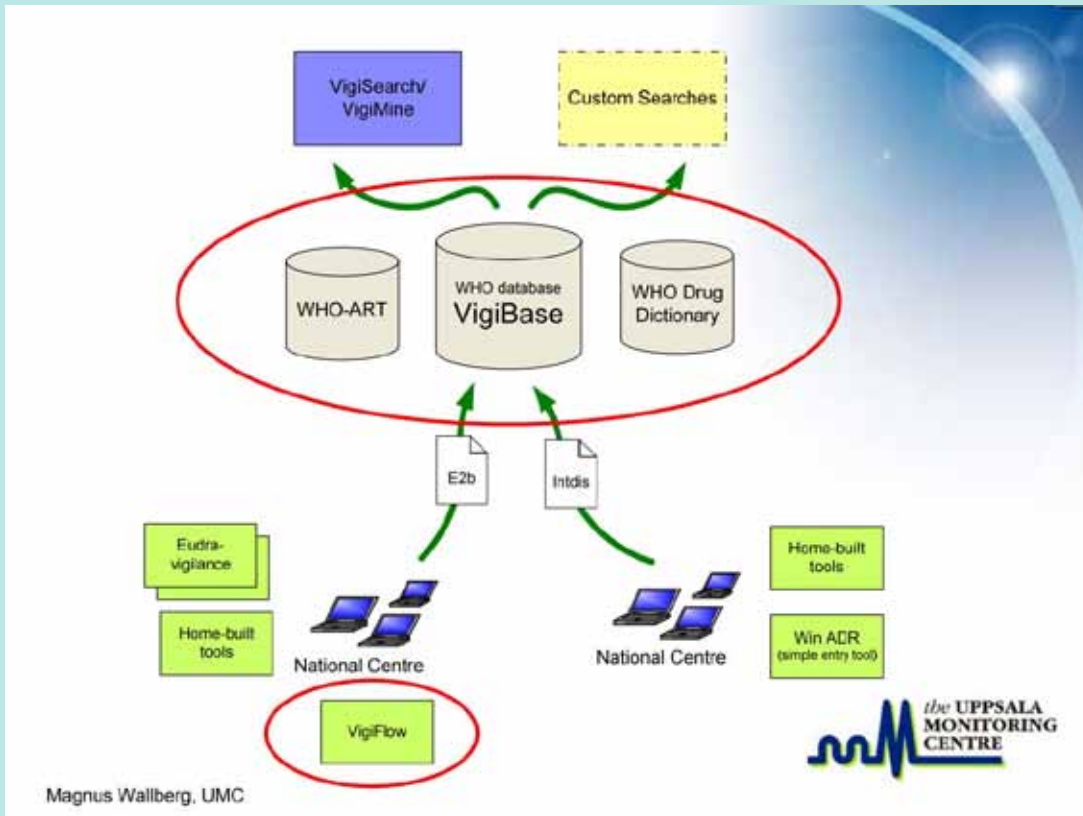 VigiSearch/
VigiMine
Custom Searches
WHO-ART
WHO database
VigiBase
WHO Drug
Dictionary
E2b
Intdis
Eudra-
vigilance
Home-built
tools
National Centre
VigiFlow
National Centre
Home-built
tools
Win ADR
(simple entry tool)
the UPPSALA
MONITORING
CENTRE
Magnus Wallberg, UMC